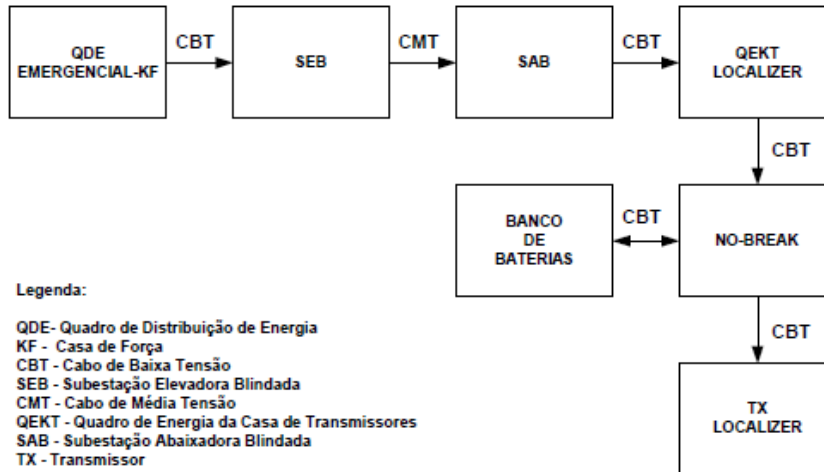 QDE
EMERGENCIAL-KF
CBT
SEB
CMT
SAB
CBT
QEKT
LOCALIZER
CBT
BANCO
DE
BATERIAS
CBT
NO-BREAK
CBT
TX
LOCALIZER
Legenda:
QDE- Quadro de Distribuição de Energia
KF - Casa de Força
CBT - Cabo de Baixa Tensão
SEB - Subestação Elevadora Blindada
CMT - Cabo de Média Tensão
QEKT - Quadro de Energia da Casa de Transmissores
SAB - Subestação Abaixadora Blindada
TX - Transmissor